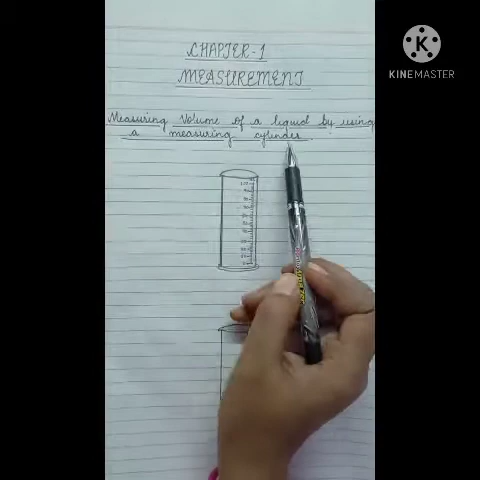 K
KINEMASTER
CHAPTER-1
MEASUREMENT
Measuring Volume of a liquid by using
a measuring cylinder.